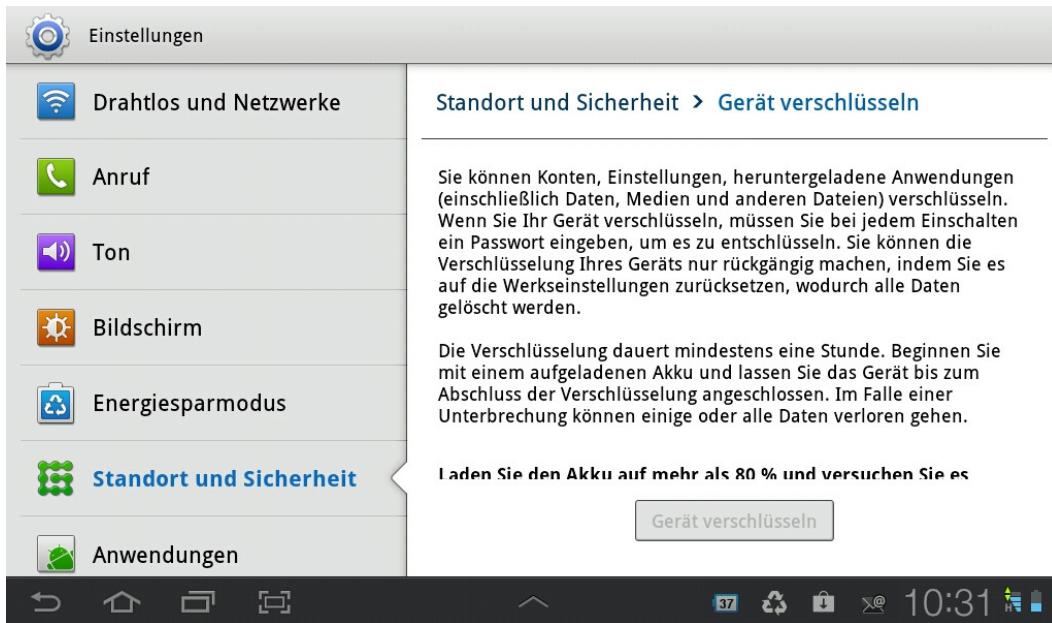 Einstellungen
Drahtlos und Netzwerke
Anruf
Ton
Bildschirm
Energiesparmodus
Standort und Sicherheit
Anwendungen
Standort und Sicherheit > Gerät verschlüsseln
Sie können Konten, Einstellungen, heruntergeladene Anwendungen
(einschließlich Daten, Medien und anderen Dateien) verschlüsseln.
Wenn Sie Ihr Gerät verschlüsseln, müssen Sie bei jedem Einschalten
ein Passwort eingeben, um es zu entschlüsseln. Sie können die
Verschlüsselung Ihres Geräts nur rückgängig machen, indem Sie es
auf die Werkseinstellungen zurücksetzen, wodurch alle Daten
gelöscht werden.
Die Verschlüsselung dauert mindestens eine Stunde. Beginnen Sie
mit einem aufgeladenen Akku und lassen Sie das Gerät bis zum
Abschluss der Verschlüsselung angeschlossen. Im Falle einer
Unterbrechung können einige oder alle Daten verloren gehen.
Laden Sie den Akku auf mehr als 80 % und versuchen Sie es
Gerät verschlüsseln
37
10:31
H